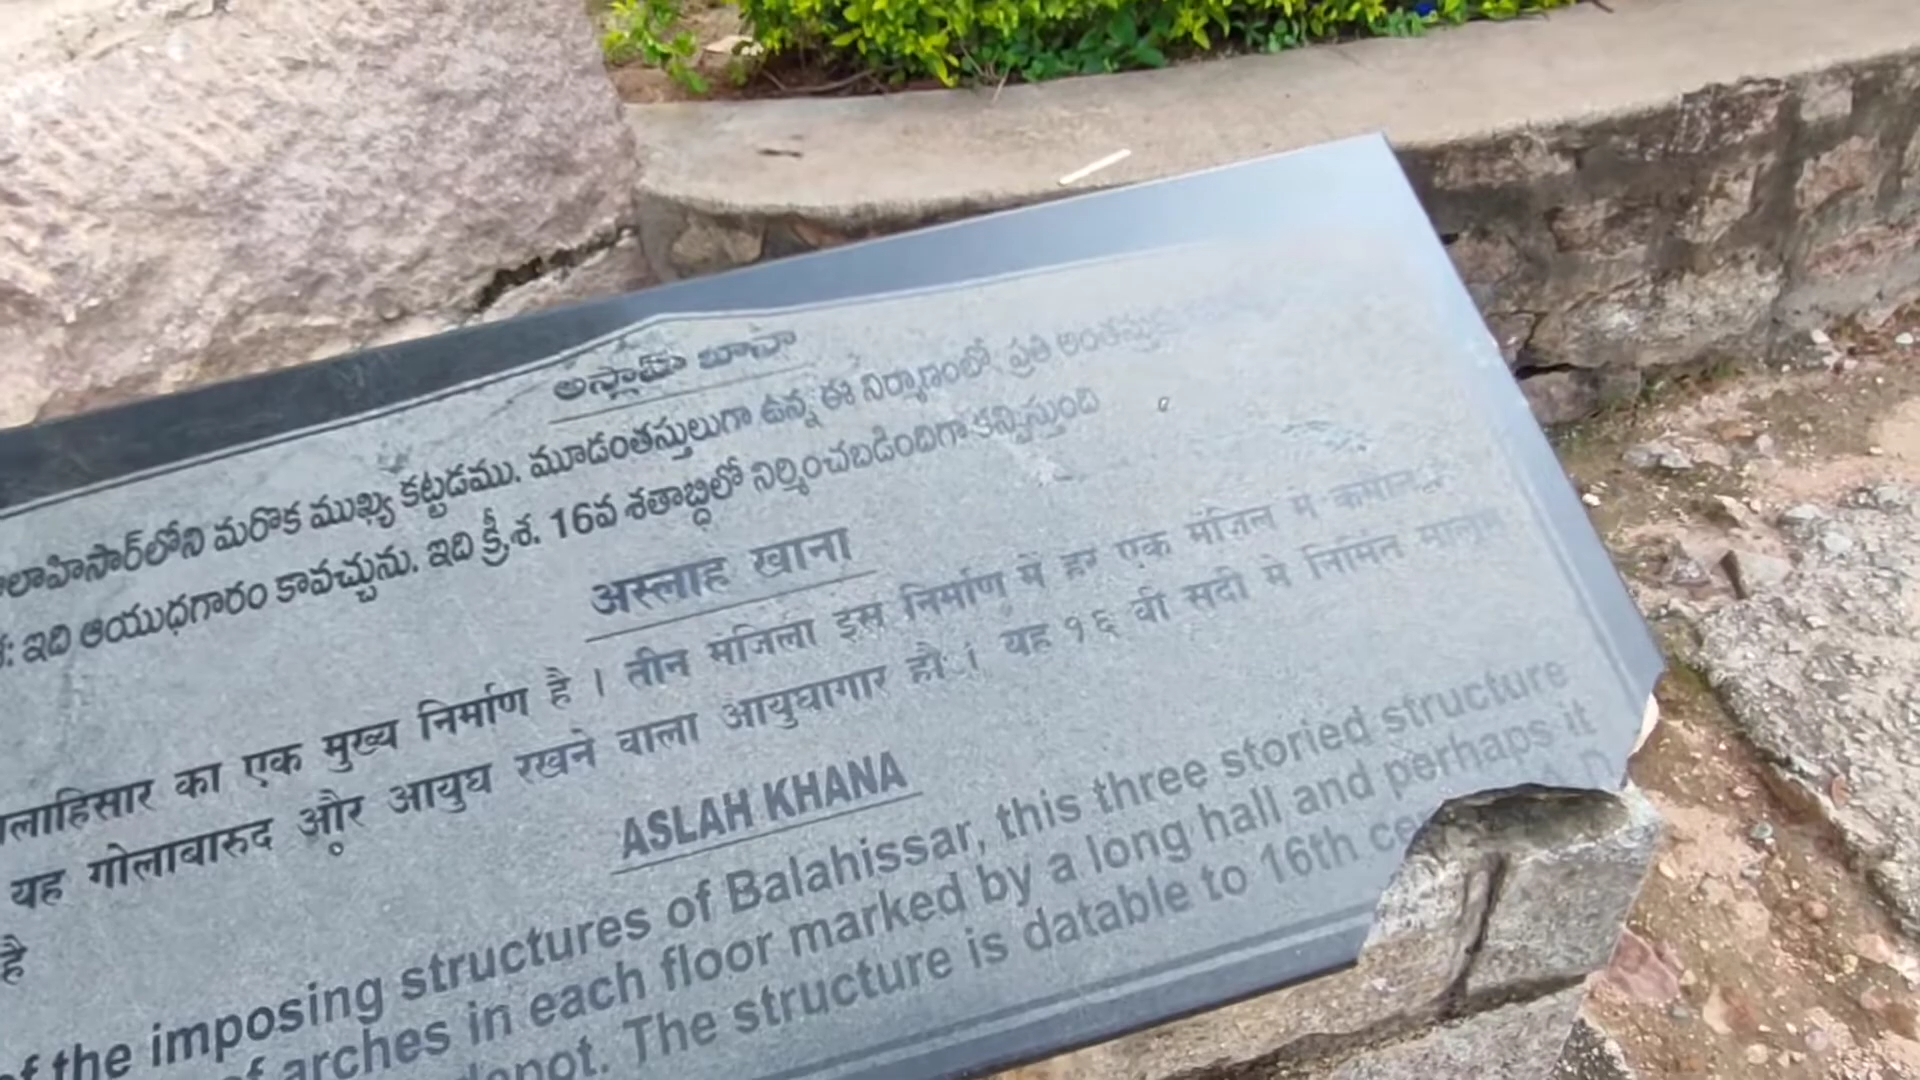 అస్లాహ్ ఖానా
లాహిసార్‌లోని మరొక ముఖ్య కట్టడము. మూడంతస్తులుగా ఉన్న ఈ నిర్మాణంలో, ప్రతి
ఇది ఆయుధగారం కావచ్చును. ఇది క్రీ.శ. 16వ శతాబ్ధిలో నిర్మించబడిందిగా కన్పిస్తుంది
अस्लाह खाना
लाहिसार का एक मुख्य निर्माण है । तीन मंजिला इस निर्माण में हर एक मंजिल में
यह गोलाबारुद और आयुघ रखने वाला आयुघागार हो । यह १६ वी सदी मे निर्मित मालूम
है
ASLAH KHANA
of the imposing structures of Balahissar, this three storied structure
of arches in each floor marked by a long hall and perhaps it
depot. The structure is datable to 16th